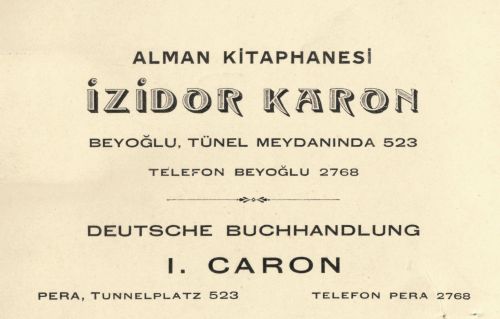 ALMAN KİTAPHANESİ
İZİDOR KARON
BEYOĞLU, TÜNEL MEYDANINDA 523
TELEFON BEYOĞLU 2768
DEUTSCHE BUCHHANDLUNG
I. CARON
PERA, TUNNELPLATZ 523 TELEFON PERA 2768